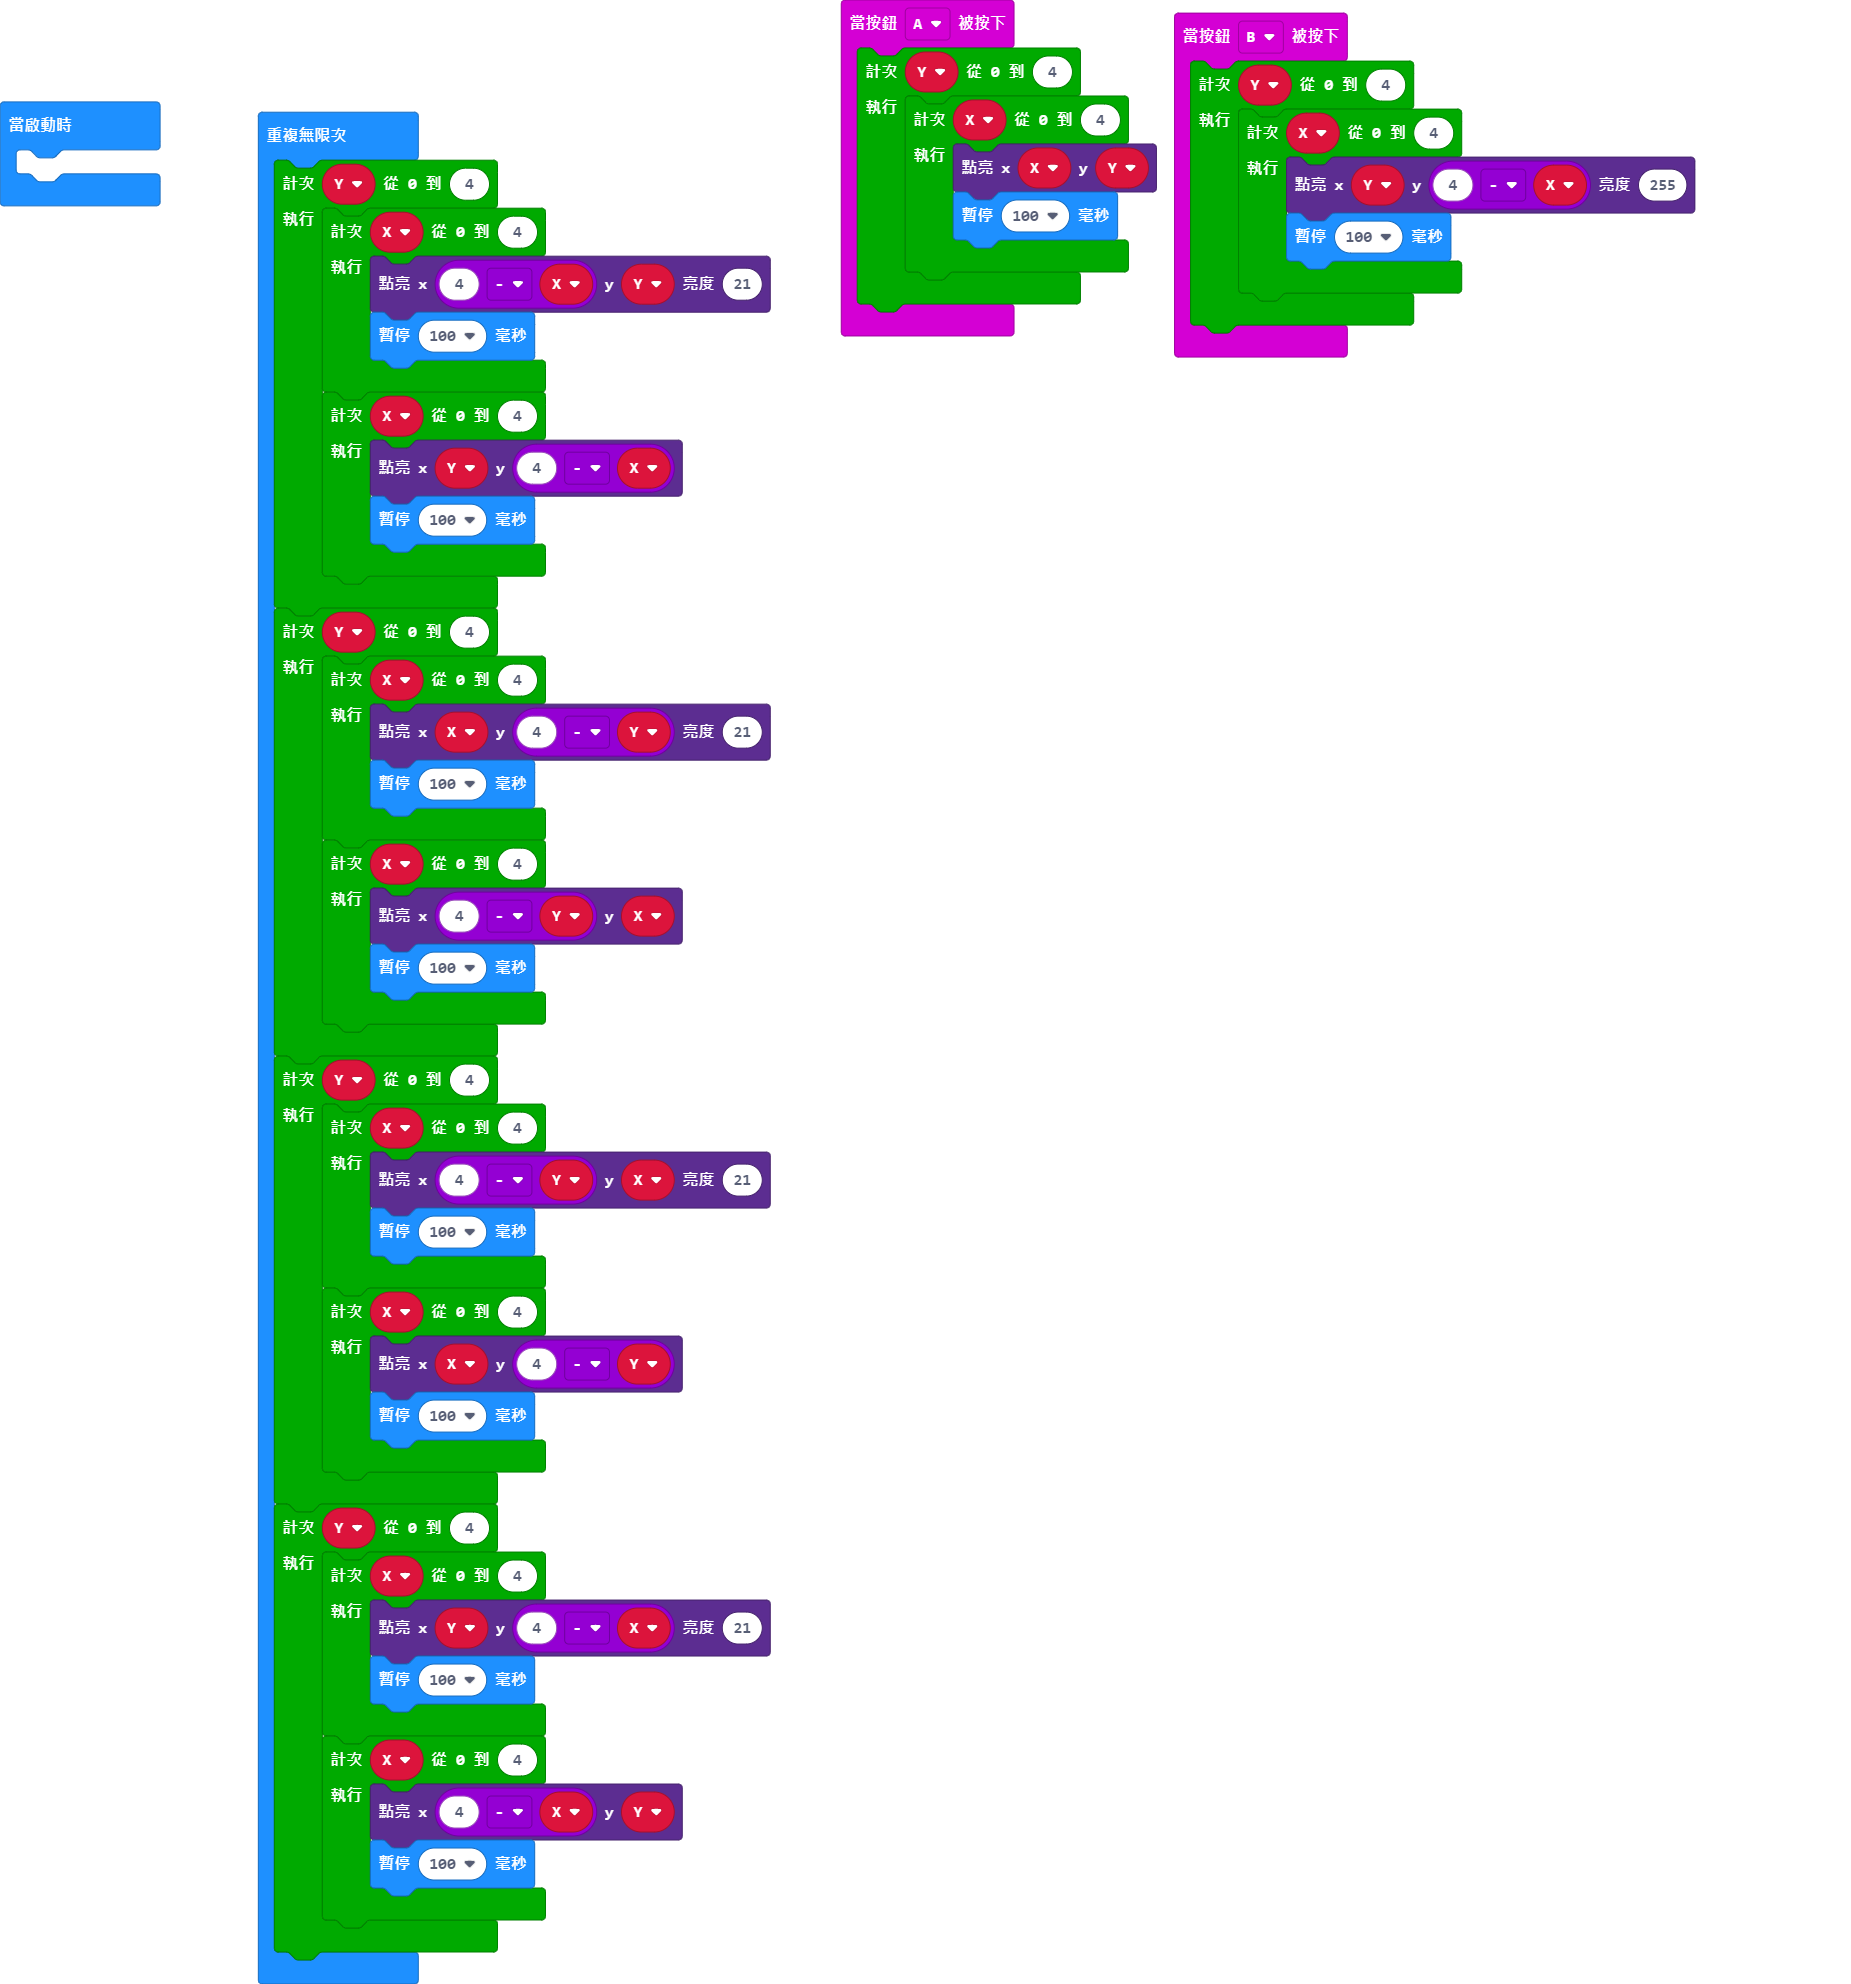 當啟動時
重複無限次
計次 Y 從 0 到 4
執行
計次 X 從 0 到 4
執行
點亮 x 4 - X y Y 亮度 21
暫停 100 毫秒
計次 X 從 0 到 4
執行
點亮 x Y y 4 - X
暫停 100 毫秒
計次 Y 從 0 到 4
執行
計次 X 從 0 到 4
執行
點亮 x X y 4 - Y 亮度 21
暫停 100 毫秒
計次 X 從 0 到 4
執行
點亮 x 4 - Y y X
暫停 100 毫秒
計次 Y 從 0 到 4
執行
計次 X 從 0 到 4
執行
點亮 x 4 - Y y X 亮度 21
暫停 100 毫秒
計次 X 從 0 到 4
執行
點亮 x X y 4 - Y
暫停 100 毫秒
計次 Y 從 0 到 4
執行
計次 X 從 0 到 4
執行
點亮 x Y y 4 - X 亮度 21
暫停 100 毫秒
計次 X 從 0 到 4
執行
點亮 x 4 - X y Y
暫停 100 毫秒
當按鈕 A 被按下
計次 Y 從 0 到 4
執行
計次 X 從 0 到 4
執行
點亮 x X y Y
暫停 100 毫秒
當按鈕 B 被按下
計次 Y 從 0 到 4
執行
計次 X 從 0 到 4
執行
點亮 x Y y 4 - X 亮度 255
暫停 100 毫秒